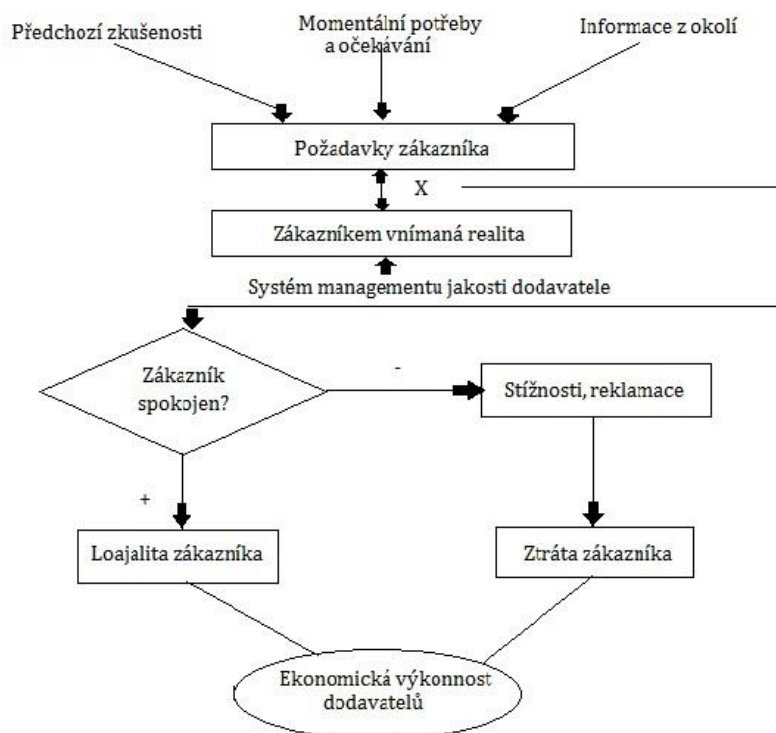 Předchozí zkušenosti
Momentální potřeby
a očekávání
Informace z okolí
Požadavky zákazníka
X
Zákazníkem vnímaná realita
Systém managementu jakosti dodavatele
Zákazník
spokojen?
-
Stížnosti, reklamace
+
Loajalita zákazníka
Ztráta zákazníka
Ekonomická výkonnost
dodavatelů